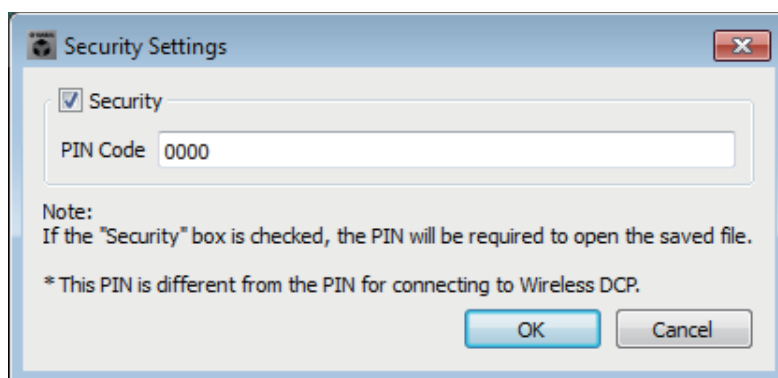 Security Settings
Security
PIN Code 0000
Note:
If the "Security" box is checked, the PIN will be required to open the saved file.
* This PIN is different from the PIN for connecting to Wireless DCP.
OK Cancel